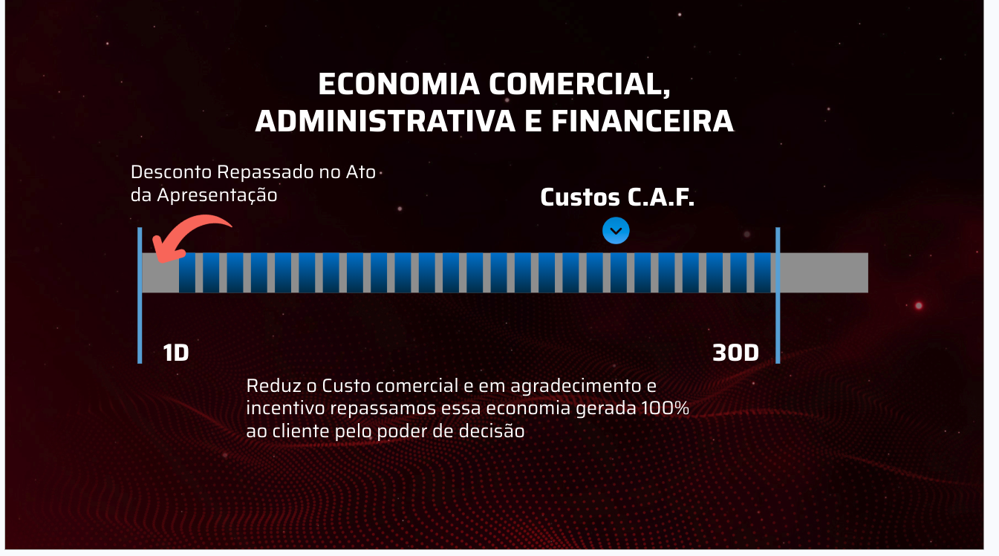 ECONOMIA COMERCIAL,
ADMINISTRATIVA E FINANCEIRA
Desconto Repassado no Ato
da Apresentação
Custos C.A.F.
1D
30D
Reduz o Custo comercial e em agradecimento e
incentivo repassamos essa economia gerada 100%
ao cliente pelo poder de decisão